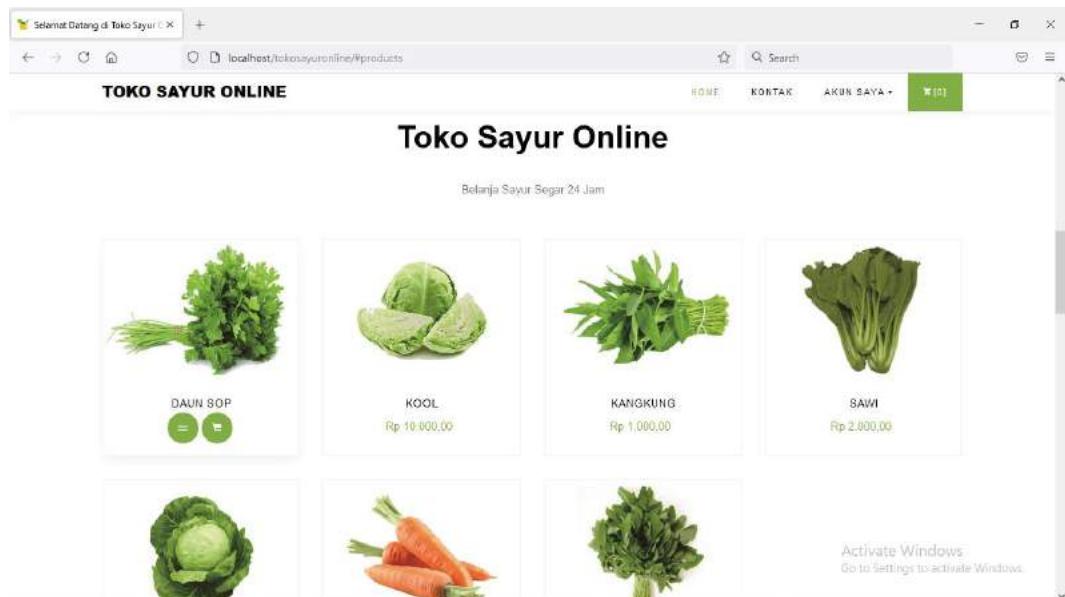 Selamat Datang di Toko Sayur
localhost/tokosayuronline/#products
Search
TOKO SAYUR ONLINE
HOME
KONTAK
AKUN SAYA
[0]
Toko Sayur Online
Belanja Sayur Segar 24 Jam
DAUN SOP
KOOL
KANGKUNG
SAWI
Rp 10.000,00
Rp 1.000,00
Rp 2.000,00
Activate Windows
Go to Settings to activate Windows.